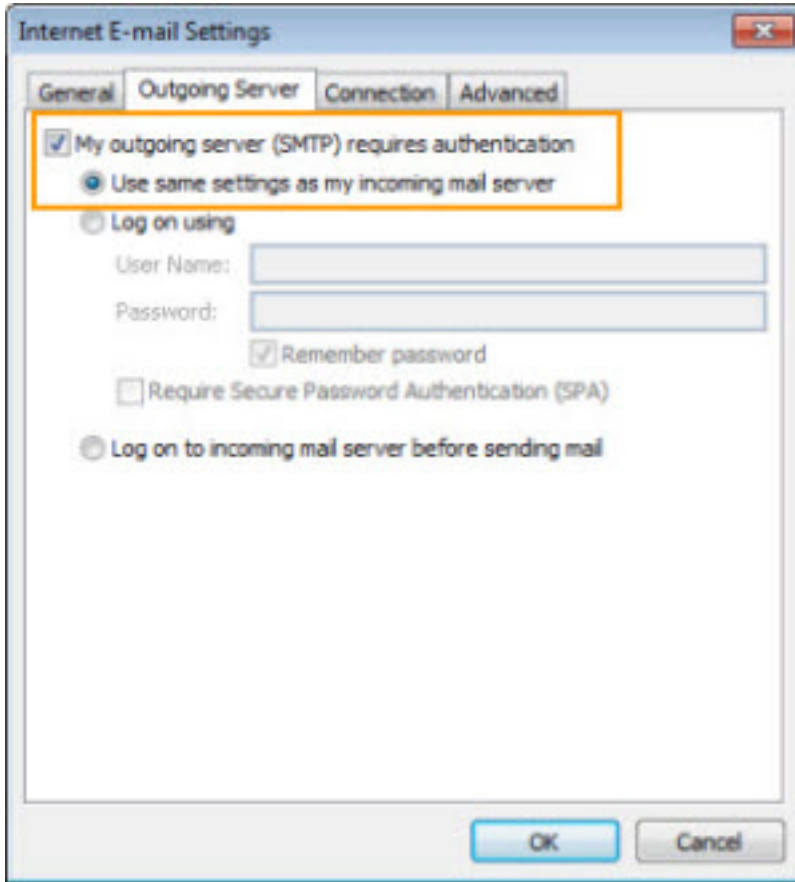 Internet E-mail Settings
General Outgoing Server Connection Advanced
My outgoing server (SMTP) requires authentication
Use same settings as my incoming mail server
Log on using
User Name:
Password:
Remember password
Require Secure Password Authentication (SPA)
Log on to incoming mail server before sending mail
OK Cancel